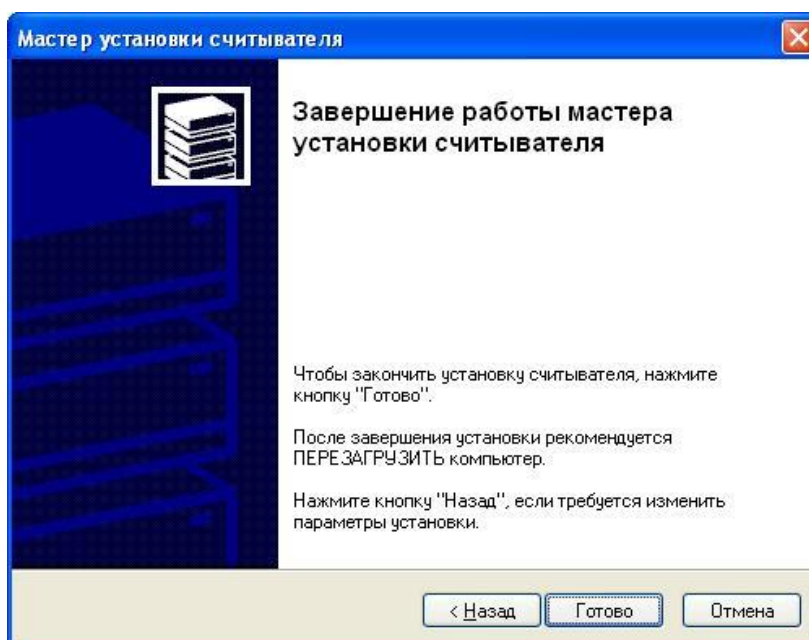 Мастер установки считывателя
Завершение работы мастера
установки считывателя
Чтобы закончить установку считывателя, нажмите
кнопку "Готово".
После завершения установки рекомендуется
ПЕРЕЗАГРУЗИТЬ компьютер.
Нажмите кнопку "Назад", если требуется изменить
параметры установки.
< Назад Готово Отмена